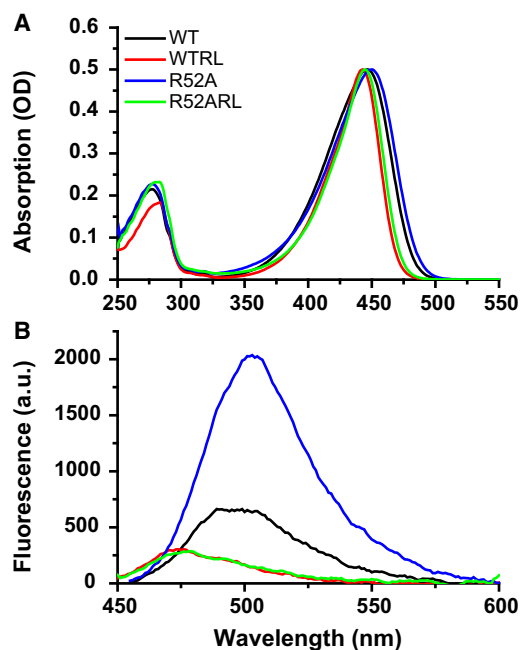 A
Absorption (OD)
0.6
0.5
0.4
0.3
0.2
0.1
0.0
WT
WTRL
R52A
R52ARL
250 300 350 400 450 500 550
B
Fluorescence (a.u.)
2000
1500
1000
500
0
450 500 550 600
Wavelength (nm)